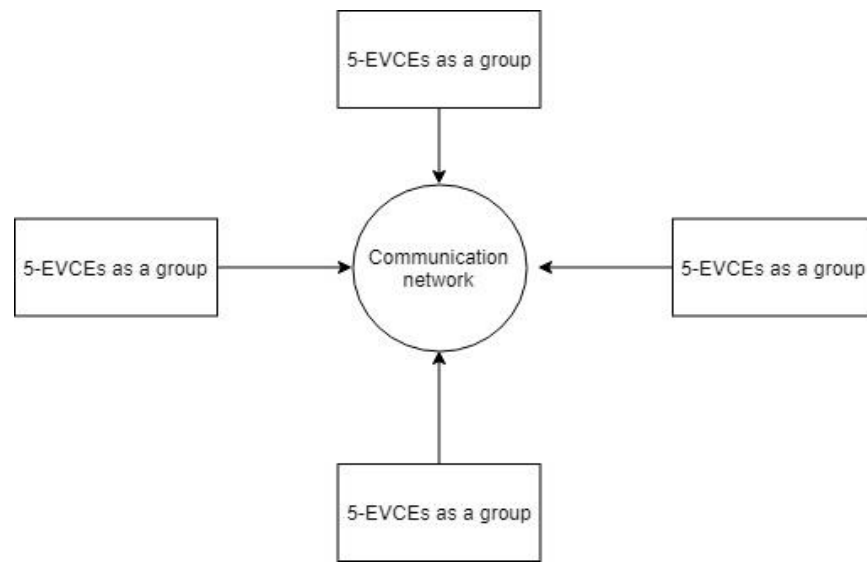 5-EVCEs as a group
5-EVCEs as a group
Communication
network
5-EVCEs as a group
5-EVCEs as a group